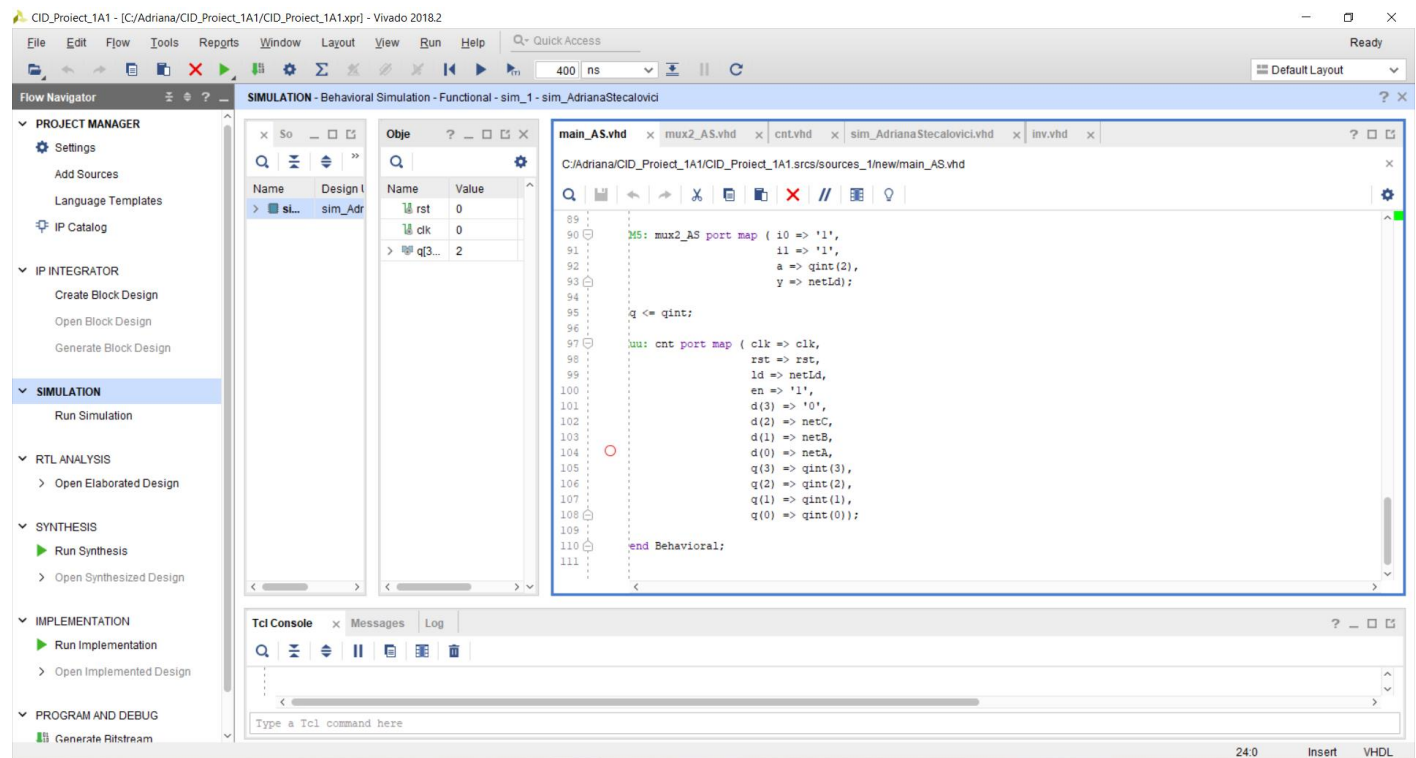 CID_Proiect_1A1 - [C:/Adriana/CID_Proiect_1A1/CID_Proiect_1A1.xpr] - Vivado 2018.2
File Edit Flow Tools Reports Window Layout View Run Help Quick Access Ready
400 ns Default Layout
Flow Navigator
SIMULATION - Behavioral Simulation - Functional - sim_1 - sim_AdrianaStecalovici
PROJECT MANAGER
Settings
Add Sources
Language Templates
IP Catalog
IP INTEGRATOR
Create Block Design
Open Block Design
Generate Block Design
SIMULATION
Run Simulation
RTL ANALYSIS
Open Elaborated Design
SYNTHESIS
Run Synthesis
Open Synthesized Design
IMPLEMENTATION
Run Implementation
Open Implemented Design
PROGRAM AND DEBUG
Generate Bitstream
So
Name Design U
si... sim_Adr
Obje
Name Value
rst 0
clk 0
q[3... 2
main_AS.vhd mux2_AS.vhd cnt.vhd sim_AdrianaStecalovici.vhd inv.vhd
C:/Adriana/CID_Proiect_1A1/CID_Proiect_1A1.srcs/sources_1/new/main_AS.vhd
89
90 M5: mux2_AS port map ( i0 => '1',
91 i1 => '1',
92 a => qint(2),
93 y => netLd);
94
95 q <= qint;
96
97 uu: cnt port map ( clk => clk,
98 rst => rst,
99 ld => netLd,
100 en => '1',
101 d(3) => '0',
102 d(2) => netC,
103 d(1) => netB,
104 d(0) => netA,
105 q(3) => qint(3),
106 q(2) => qint(2),
107 q(1) => qint(1),
108 q(0) => qint(0));
109
110 end Behavioral;
111
Tcl Console Messages Log
Type a Tcl command here
24:0 Insert VHDL